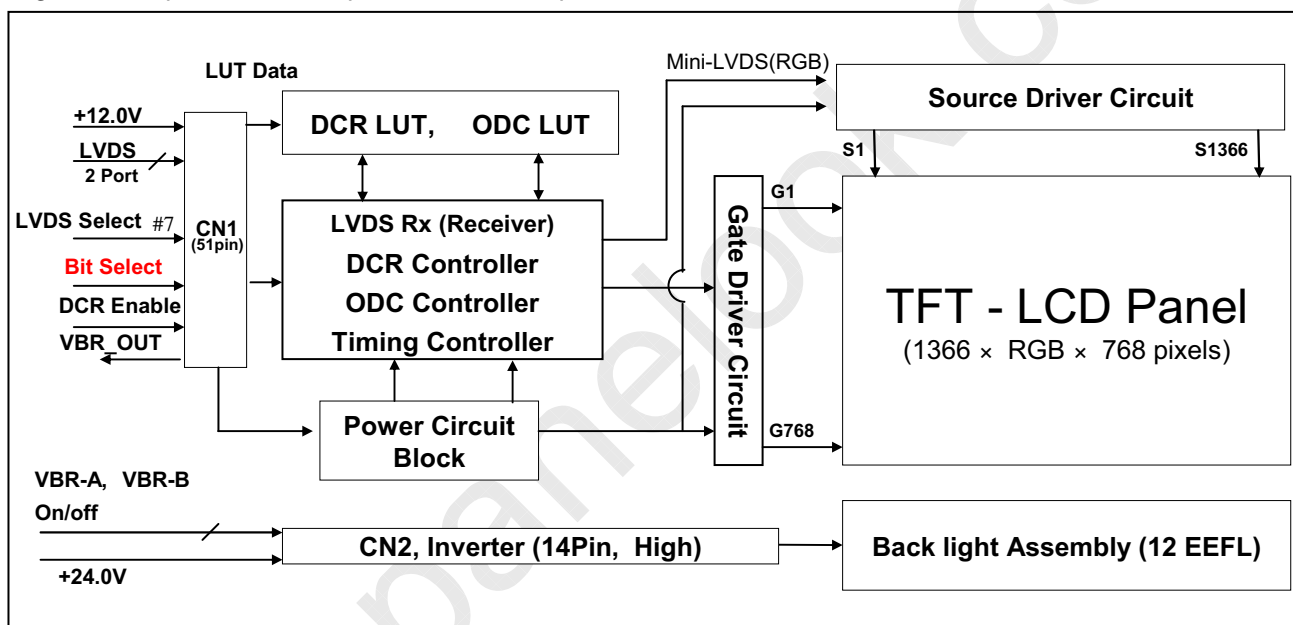 Mini-LVDS(RGB)
LUT Data
Source Driver Circuit
+12.0V
DCR LUT, ODC LUT
LVDS
2 Port
S1
S1366
G1
LVDS Select #7
CN1
(51pin)
LVDS Rx (Receiver)
Bit Select
DCR Controller
DCR Enable
ODC Controller
VBR_OUT
Timing Controller
Gate Driver Circuit
TFT - LCD Panel
(1366 × RGB × 768 pixels)
Power Circuit
Block
G768
VBR-A, VBR-B
On/off
CN2, Inverter (14Pin, High)
Back light Assembly (12 EEFL)
+24.0V
panelook.c